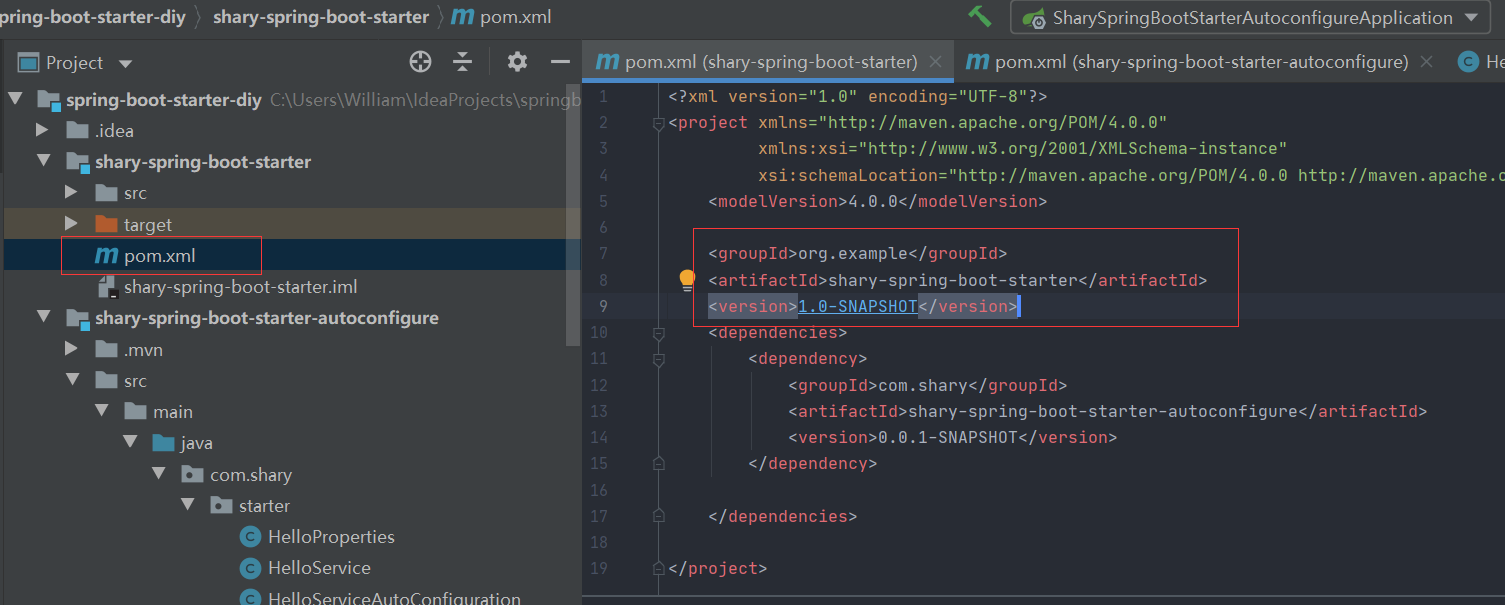 pring-boot-starter-diy shary-spring-boot-starter m pom.xml SharySpringBootStarterAutoconfigureApplication
Project
spring-boot-starter-diy C:\Users\William\IdeaProjects\springb
.idea
shary-spring-boot-starter
src
target
m pom.xml
shary-spring-boot-starter.iml
shary-spring-boot-starter-autoconfigure
.mvn
src
main
java
com.shary
starter
C HelloProperties
C HelloService
C HelloServiceAutoConfiguration
m pom.xml (shary-spring-boot-starter) m pom.xml (shary-spring-boot-starter-autoconfigure) C He
1 <?xml version="1.0" encoding="UTF-8"?>
2 <project xmlns="http://maven.apache.org/POM/4.0.0"
3 xmlns:xsi="http://www.w3.org/2001/XMLSchema-instance"
4 xsi:schemaLocation="http://maven.apache.org/POM/4.0.0 http://maven.apache.o
5 <modelVersion>4.0.0</modelVersion>
6
7 <groupId>org.example</groupId>
8 <artifactId>shary-spring-boot-starter</artifactId>
9 <version>1.0-SNAPSHOT</version>
10 <dependencies>
11 <dependency>
12 <groupId>com.shary</groupId>
13 <artifactId>shary-spring-boot-starter-autoconfigure</artifactId>
14 <version>0.0.1-SNAPSHOT</version>
15 </dependency>
16
17 </dependencies>
18
19 </project>